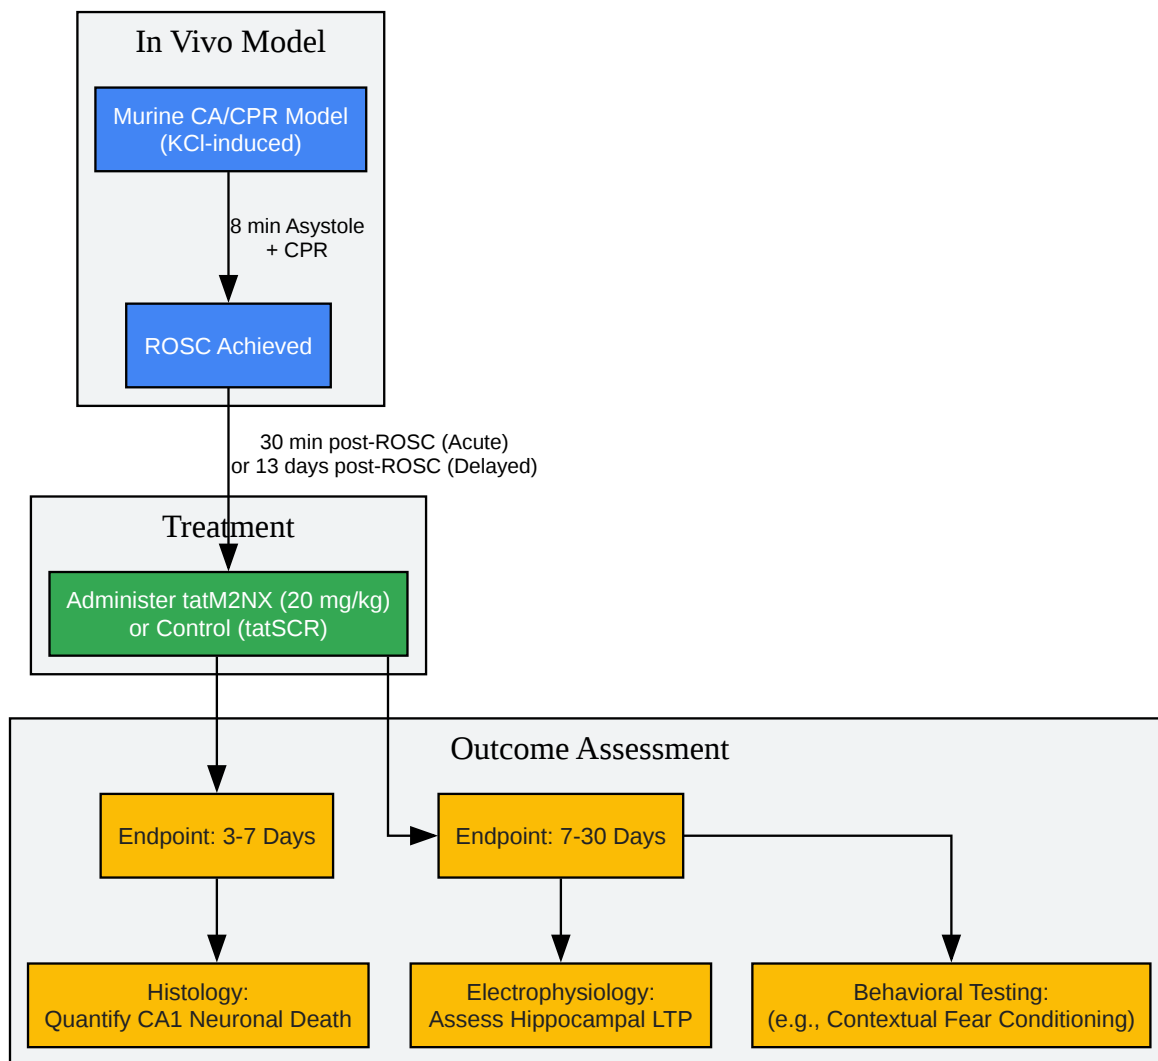 In Vivo Model
Murine CA/CPR Model
(KCl-induced)
8 min Asystole
+ CPR
ROSC Achieved
30 min post-ROSC (Acute)
or 13 days post-ROSC (Delayed)
Treatment
Administer tatM2NX (20 mg/kg)
or Control (tatSCR)
Outcome Assessment
Endpoint: 3-7 Days
Endpoint: 7-30 Days
Histology:
Quantify CA1 Neuronal Death
Electrophysiology:
Assess Hippocampal LTP
Behavioral Testing:
(e.g., Contextual Fear Conditioning)